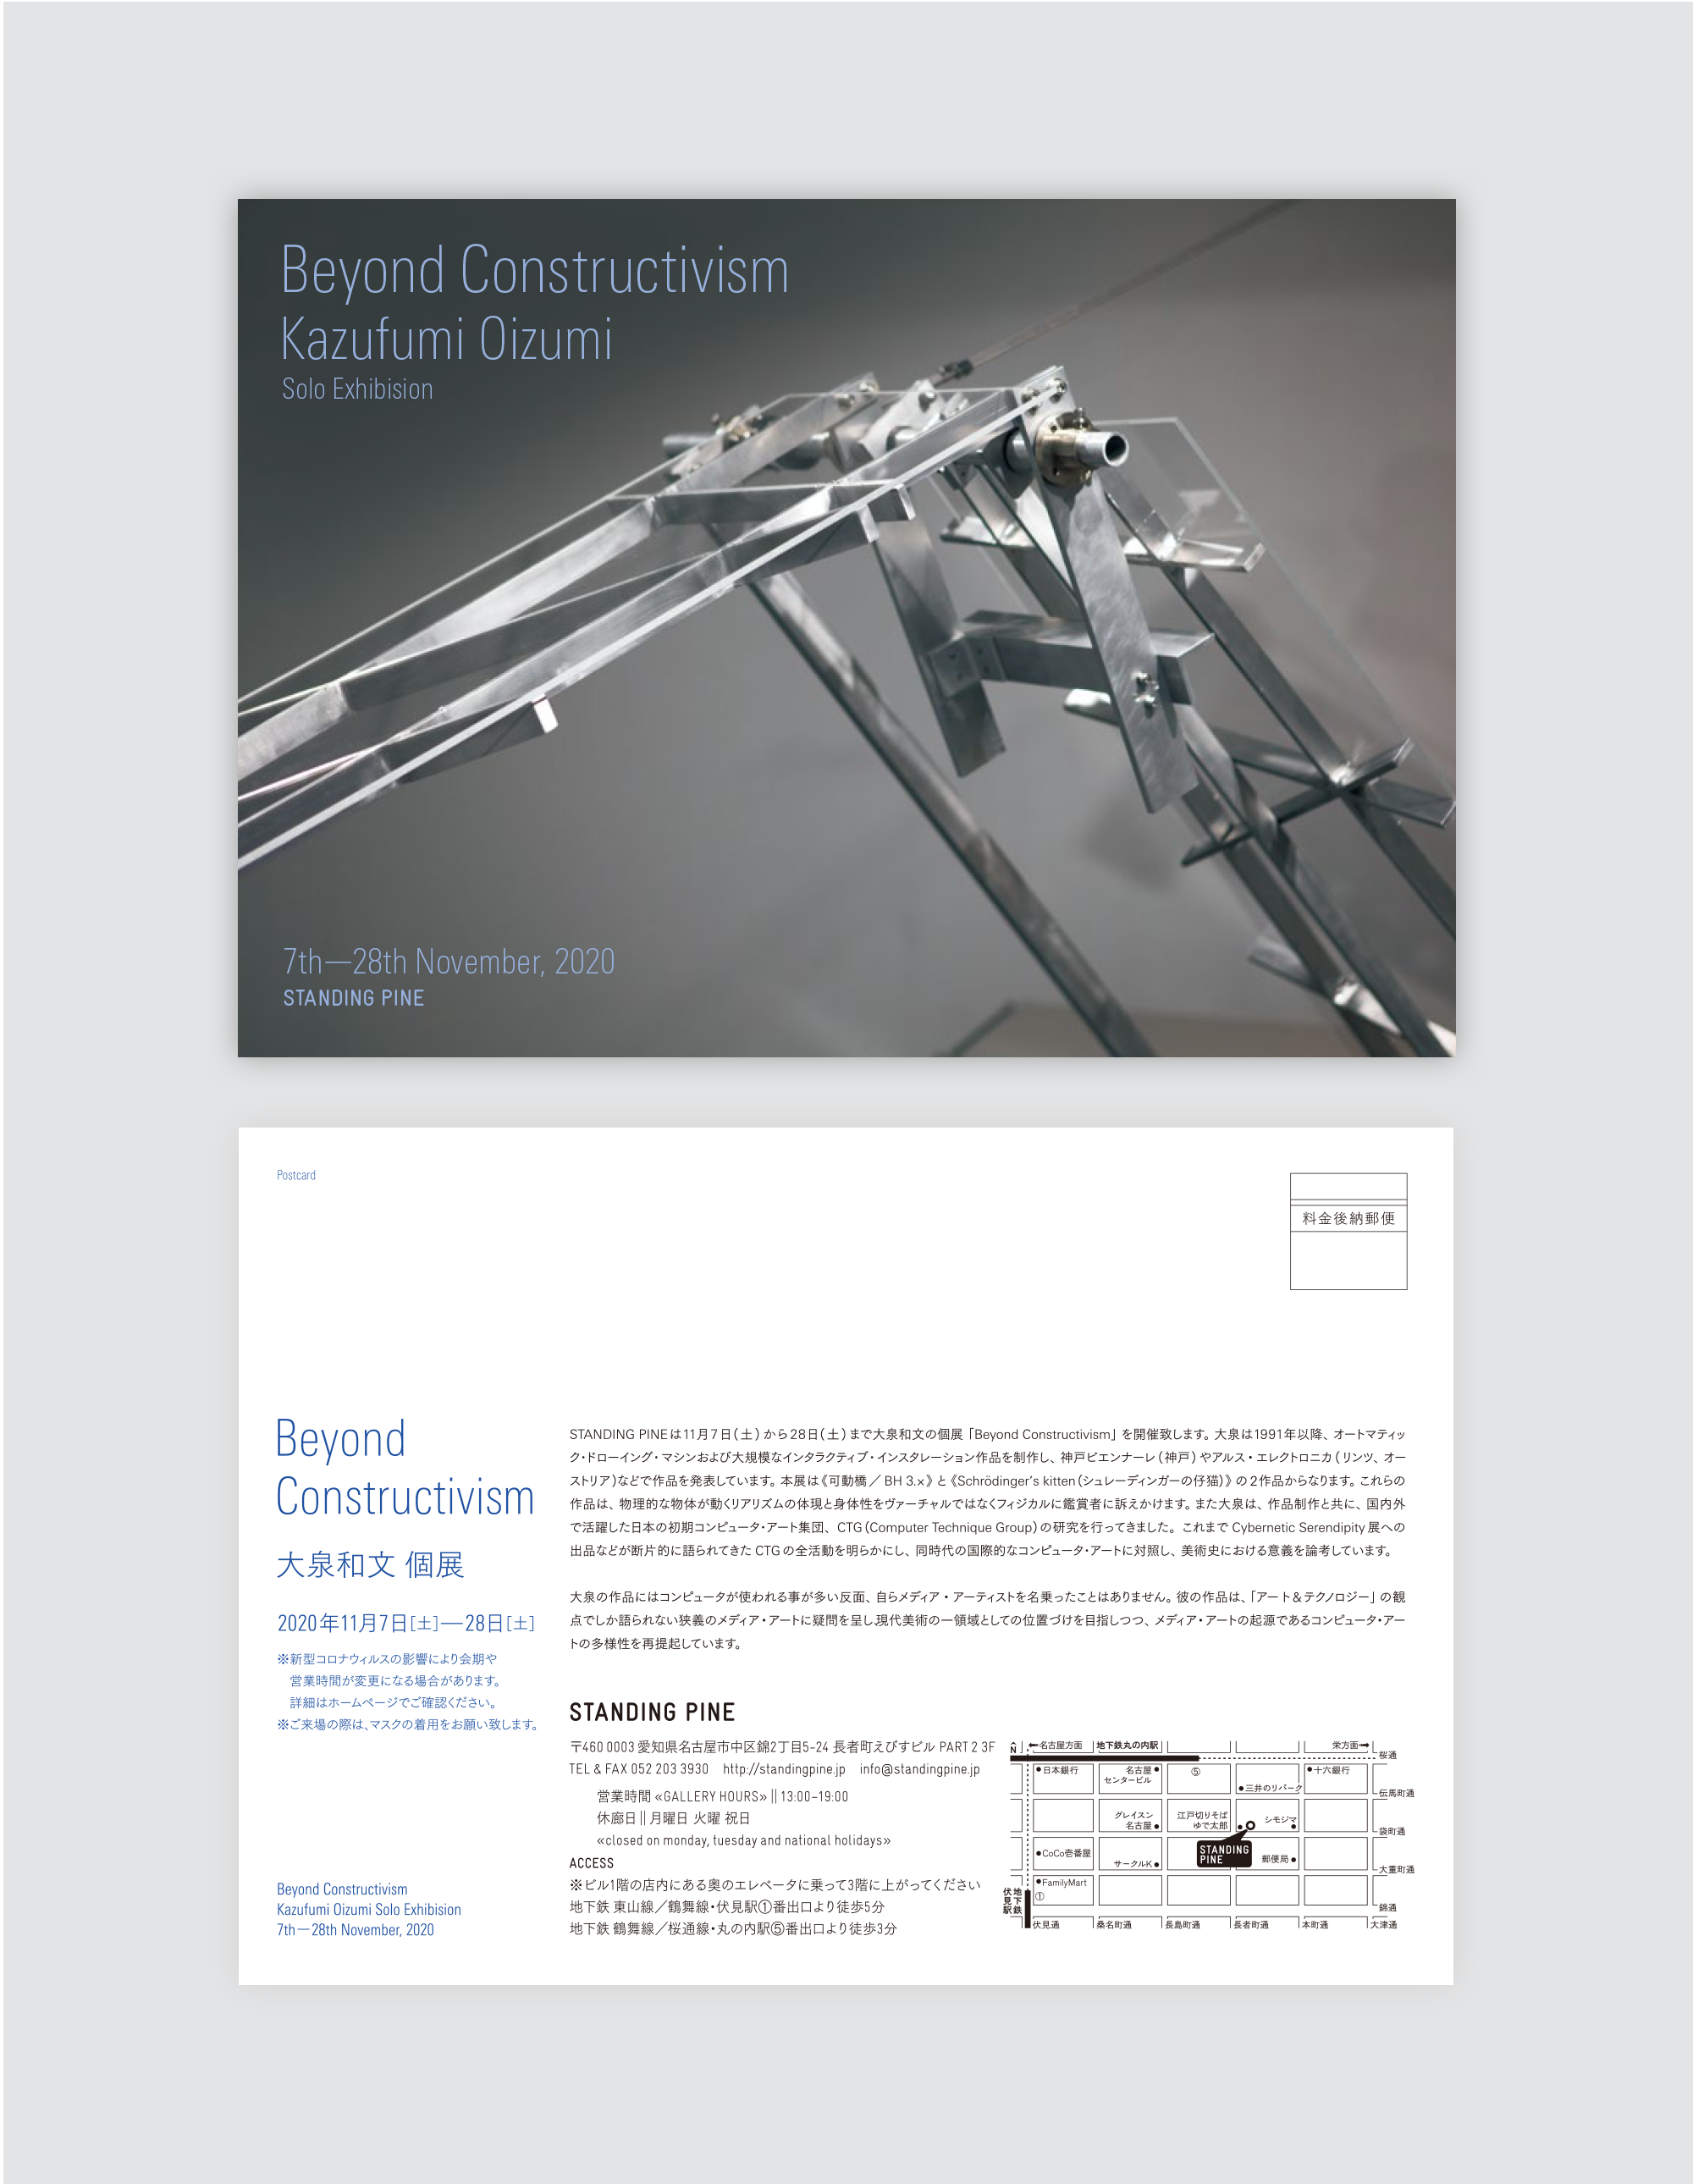 Beyond Constructivism
Kazufumi Oizumi
Solo Exhibision
7th—28th November, 2020
STANDING PINE
Postcard
料金後納郵便
Beyond
Constructivism
大泉和文 個展
2020年11月7日[土]—28日[土]
※新型コロナウィルスの影響により会期や
営業時間が変更になる場合があります。
詳細はホームページでご確認ください。
※ご来場の際は、マスクの着用をお願い致します。
Beyond Constructivism
Kazufumi Oizumi Solo Exhibision
7th—28th November, 2020
STANDING PINEは11月7日(土)から28日(土)まで大泉和文の個展「Beyond Constructivism」を開催致します。大泉は1991年以降、オートマティッ
ク・ドローイング・マシンおよび大規模なインタラクティブ・インスタレーション作品を制作し、神戸ビエンナーレ(神戸)やアルス・エレクトロニカ(リンツ、オー
ストリア)などで作品を発表しています。本展は《可動橋／BH 3.×》と《Schrödinger's kitten(シュレーディンガーの仔猫)》の2作品からなります。これらの
作品は、物理的な物体が動くリアリズムの体現と身体性をヴァーチャルではなくフィジカルに鑑賞者に訴えかけます。また大泉は、作品制作と共に、国内外
で活躍した日本の初期コンピュータ・アート集団、CTG(Computer Technique Group)の研究を行ってきました。これまで Cybernetic Serendipity 展への
出品などが断片的に語られてきた CTG の全活動を明らかにし、同時代の国際的なコンピュータ・アートに対照し、美術史における意義を論考しています。
大泉の作品にはコンピュータが使われる事が多い反面、自らメディア・アーティストを名乗ったことはありません。彼の作品は、「アート＆テクノロジー」の観
点でしか語られない狭義のメディア・アートに疑問を呈し現代美術の一領域としての位置づけを目指しつつ、メディア・アートの起源であるコンピュータ・アー
トの多様性を再提起しています。
STANDING PINE
〒460 0003 愛知県名古屋市中区錦2丁目5-24 長者町えびすビル PART 2 3F
TEL & FAX 052 203 3930 http://standingpine.jp info@standingpine.jp
営業時間 «GALLERY HOURS» || 13:00–19:00
休廊日 || 月曜日 火曜 祝日
«closed on monday, tuesday and national holidays»
ACCESS
※ビル1階の店内にある奥のエレベータに乗って3階に上がってください
地下鉄 東山線／鶴舞線・伏見駅①番出口より徒歩5分
地下鉄 鶴舞線／桜通線・丸の内駅⑤番出口より徒歩3分
N
名古屋方面
地下鉄丸の内駅
栄方面
桜通
日本銀行
名古屋
センタービル
⑤
十六銀行
三井のリパーク
伝馬町通
グレイスン
名古屋
江戸切りそば
ゆで太郎
シモジマ
袋町通
STANDING
PINE
CoCo壱番屋
サークルK
郵便局
大重町通
FamilyMart
①
地下鉄
伏見駅
錦通
伏見通
桑名町通
長島町通
長者町通
本町通
大津通